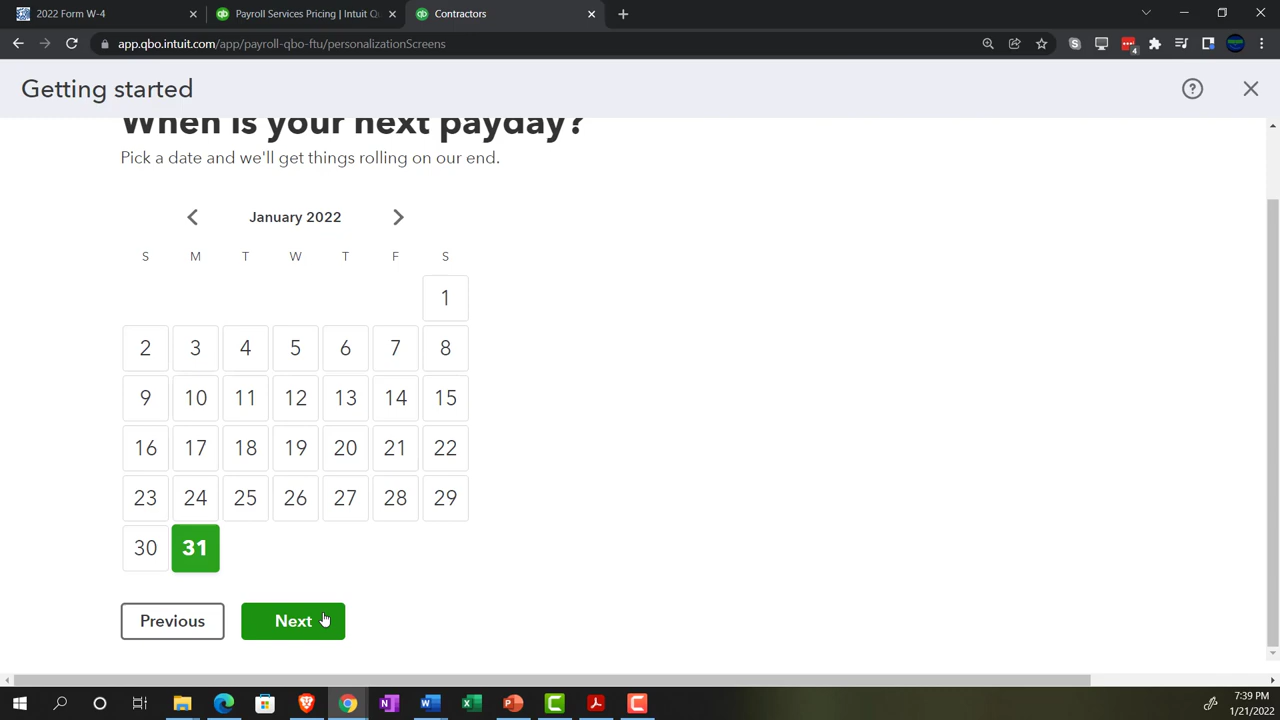 2022 Form W-4
Payroll Services Pricing | Intuit Qu
Contractors
app.qbo.intuit.com/app/payroll-qbo-ftu/personalizationScreens
4
Getting started
When is your next payday?
Pick a date and we'll get things rolling on our end.
January 2022
S M T W T F S
1
2 3 4 5 6 7 8
9 10 11 12 13 14 15
16 17 18 19 20 21 22
23 24 25 26 27 28 29
30 31
Previous Next
7:39 PM
1/21/2022